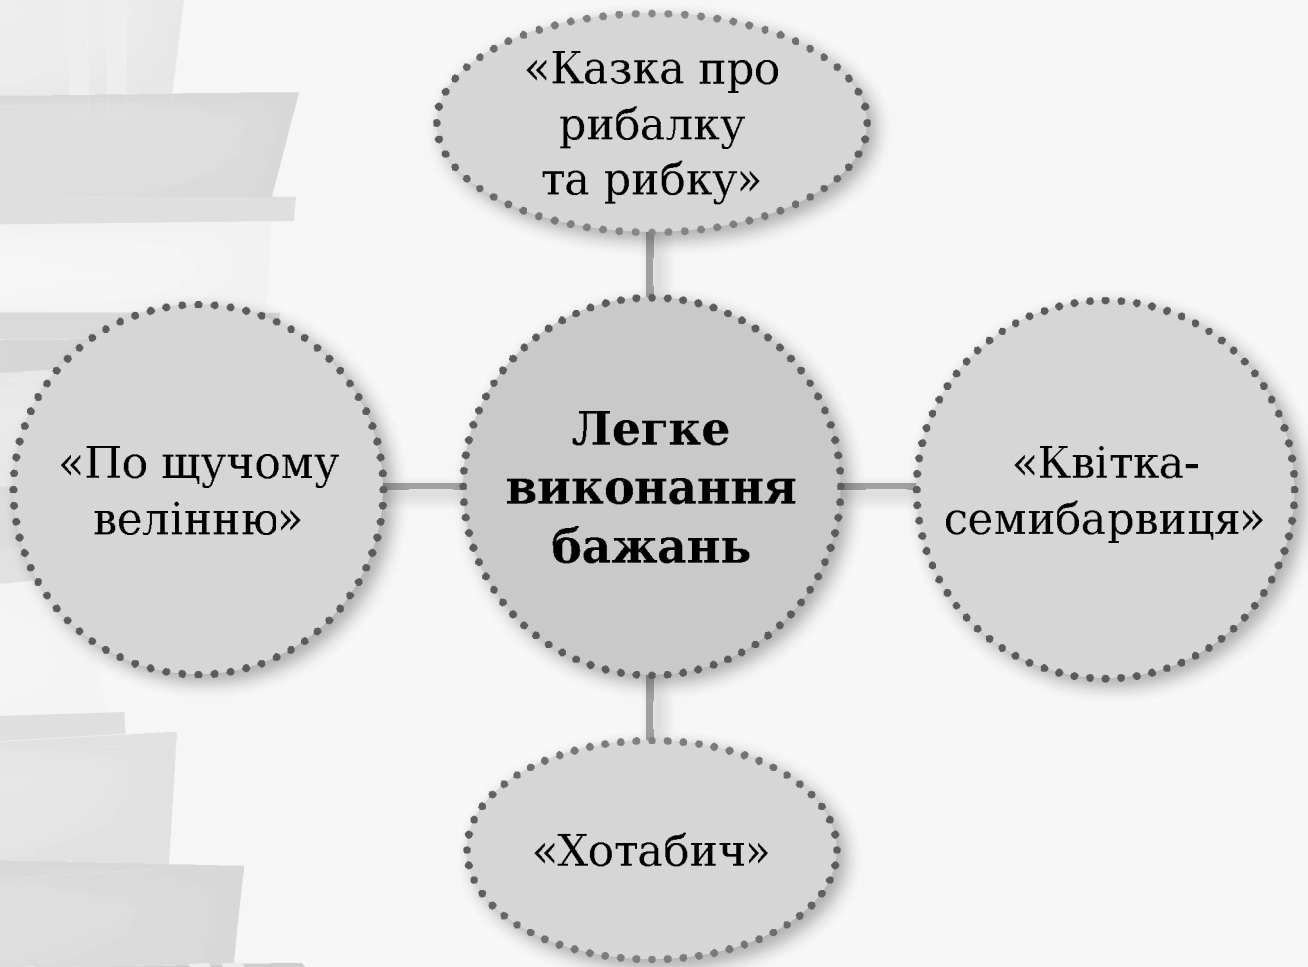 «Казка про
рибалку
та рибку»
«По щучому
велінню»
Легке
виконання
бажань
«Квітка-
семибарвиця»
«Хотабич»